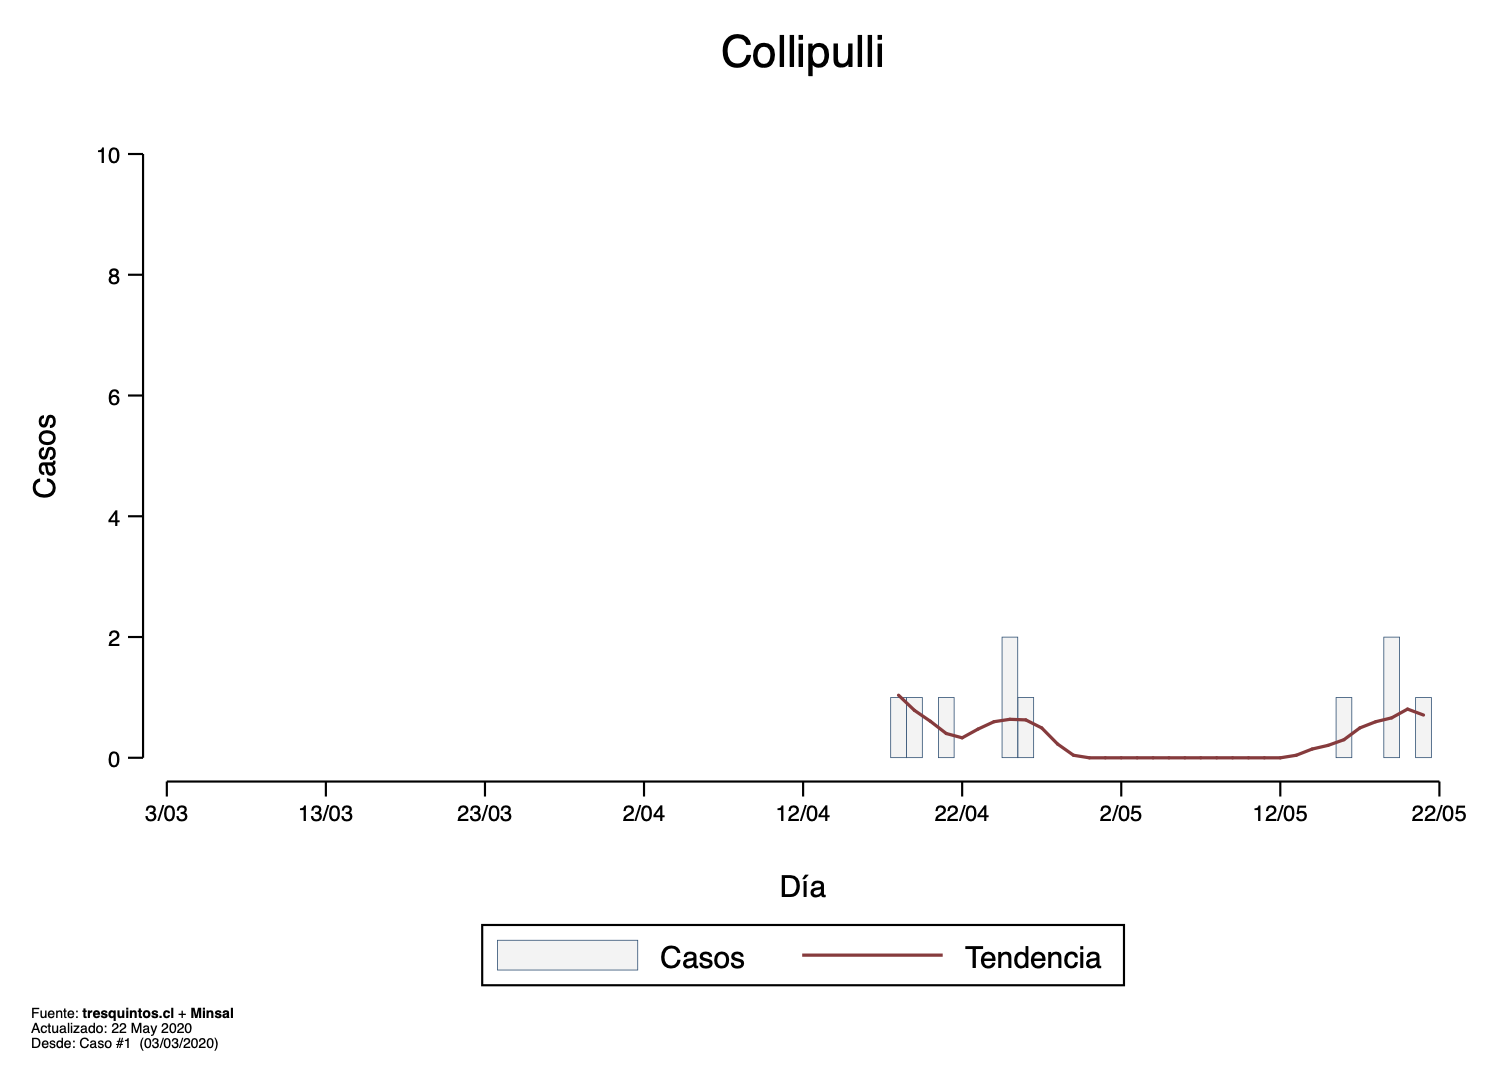 Collipulli
10
8
6
4
2
0
Casos
3/03 13/03 23/03 2/04 12/04 22/04 2/05 12/05 22/05
Día
Casos Tendencia
Fuente: tresquintos.cl + Minsal
Actualizado: 22 May 2020
Desde: Caso #1 (03/03/2020)